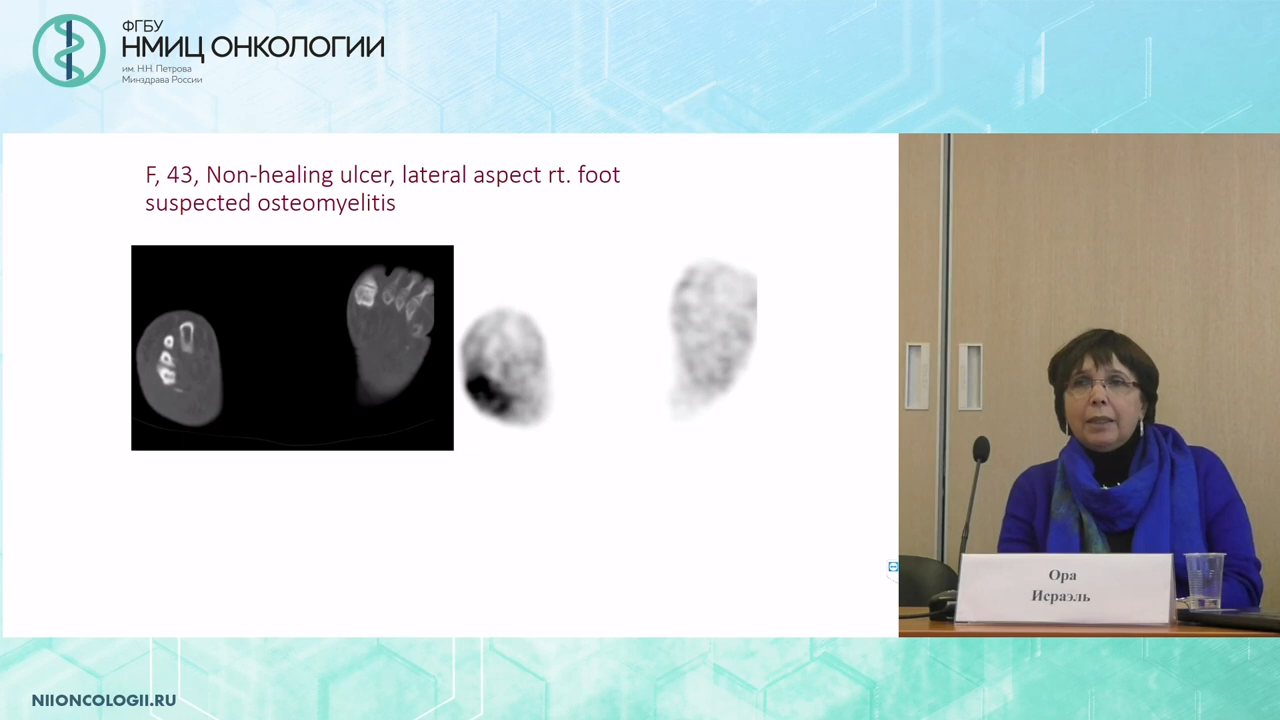 ФГБУ
НМИЦ ОНКОЛОГИИ
им. Н.Н. Петрова
Минздрава России
F, 43, Non-healing ulcer, lateral aspect rt. foot
suspected osteomyelitis
Ора
Исраэль
NIIONCOLOGII.RU